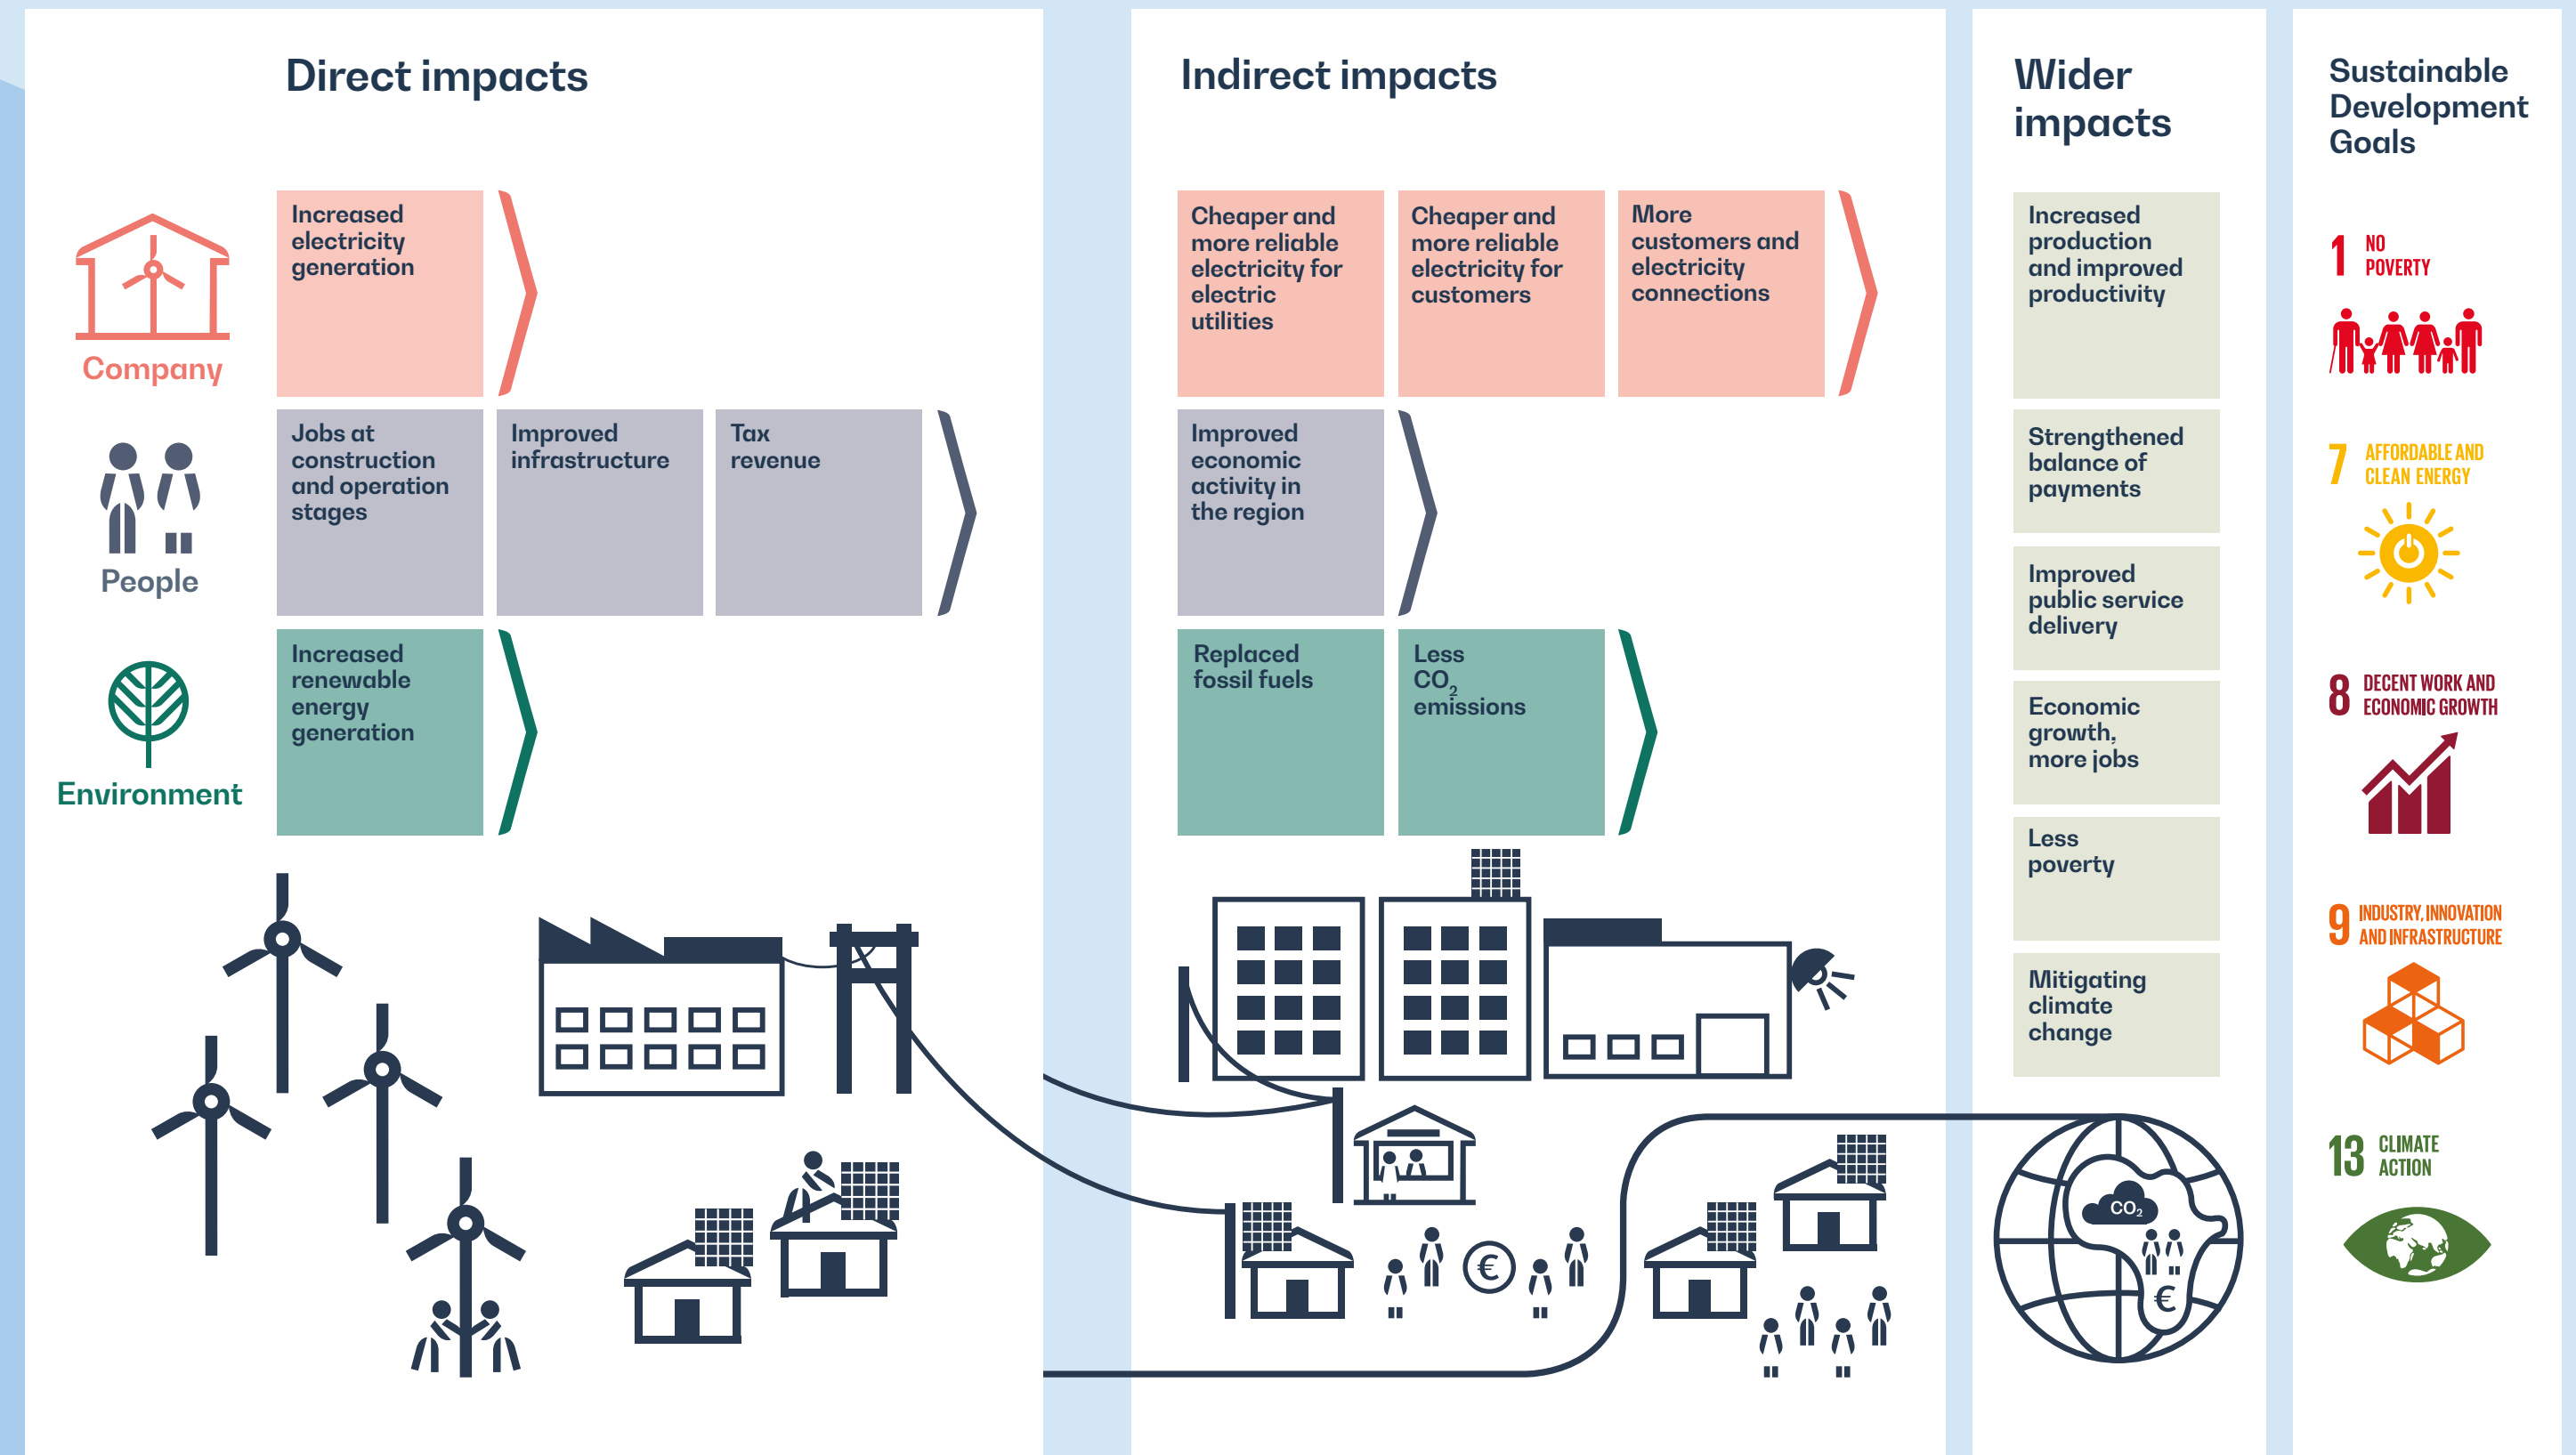 Direct impacts
Company
Increased
electricity
generation
People
Jobs at
construction
and operation
stages
Improved
infrastructure
Tax
revenue
Environment
Increased
renewable
energy
generation
Indirect impacts
Cheaper and
more reliable
electricity for
electric
utilities
Cheaper and
more reliable
electricity for
customers
More
customers and
electricity
connections
Improved
economic
activity in
the region
Replaced
fossil fuels
Less
CO₂
emissions
€
Wider
impacts
Increased
production
and improved
productivity
Strengthened
balance of
payments
Improved
public service
delivery
Economic
growth,
more jobs
Less
poverty
Mitigating
climate
change
CO₂
€
Sustainable
Development
Goals
1 NO
POVERTY
7 AFFORDABLE AND
CLEAN ENERGY
8 DECENT WORK AND
ECONOMIC GROWTH
9 INDUSTRY, INNOVATION
AND INFRASTRUCTURE
13 CLIMATE
ACTION